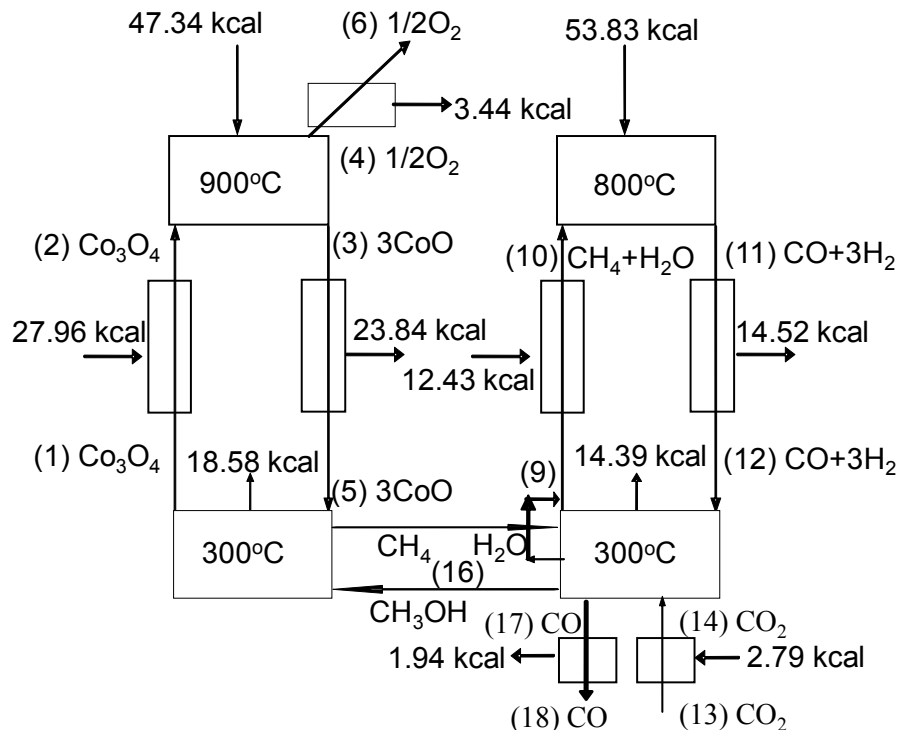 47.34 kcal
(6) 1/2O₂
53.83 kcal
3.44 kcal
(4) 1/2O₂
900°C
800°C
(2) Co₃O₄
(3) 3CoO
(10) CH₄+H₂O
(11) CO+3H₂
27.96 kcal
23.84 kcal
12.43 kcal
14.52 kcal
(1) Co₃O₄
18.58 kcal
(5) 3CoO
(9)
14.39 kcal
(12) CO+3H₂
300°C
CH₄
H₂O
300°C
(16)
CH₃OH
(17) CO
(14) CO₂
1.94 kcal
2.79 kcal
(18) CO
(13) CO₂